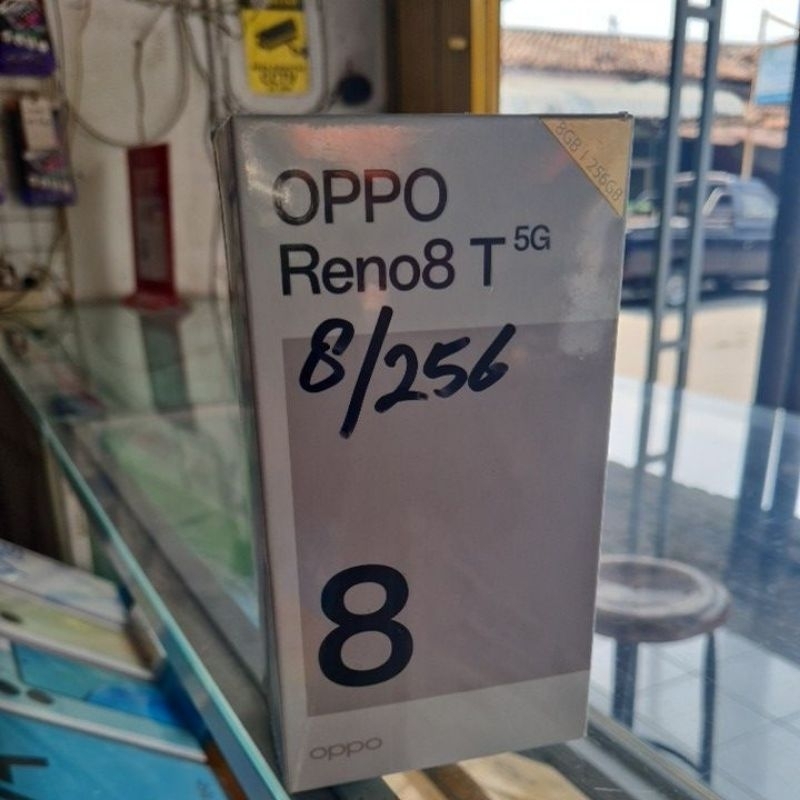 8GB | 256GB
OPPO
Reno8 T 5G
8/256
8
oppo